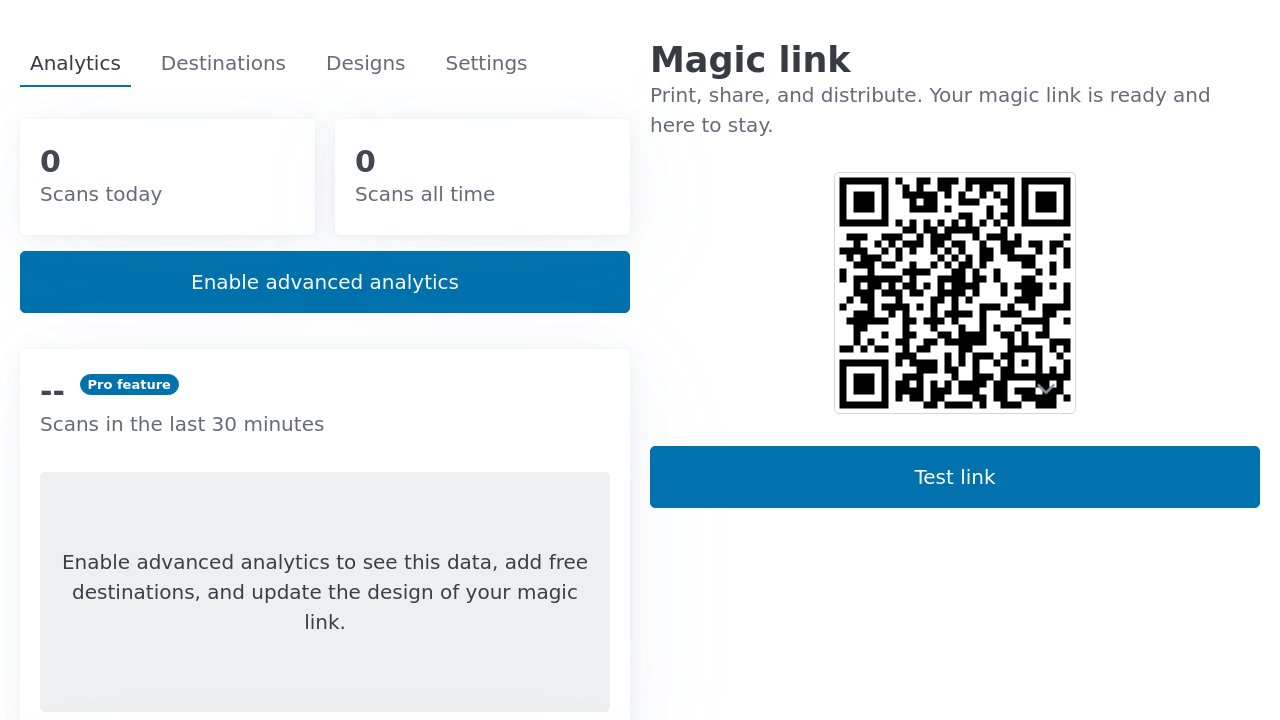 Analytics
Destinations
Designs
Settings
0
Scans today
0
Scans all time
Enable advanced analytics
-- Pro feature
Scans in the last 30 minutes
Enable advanced analytics to see this data, add free
destinations, and update the design of your magic
link.
Magic link
Print, share, and distribute. Your magic link is ready and
here to stay.
Test link